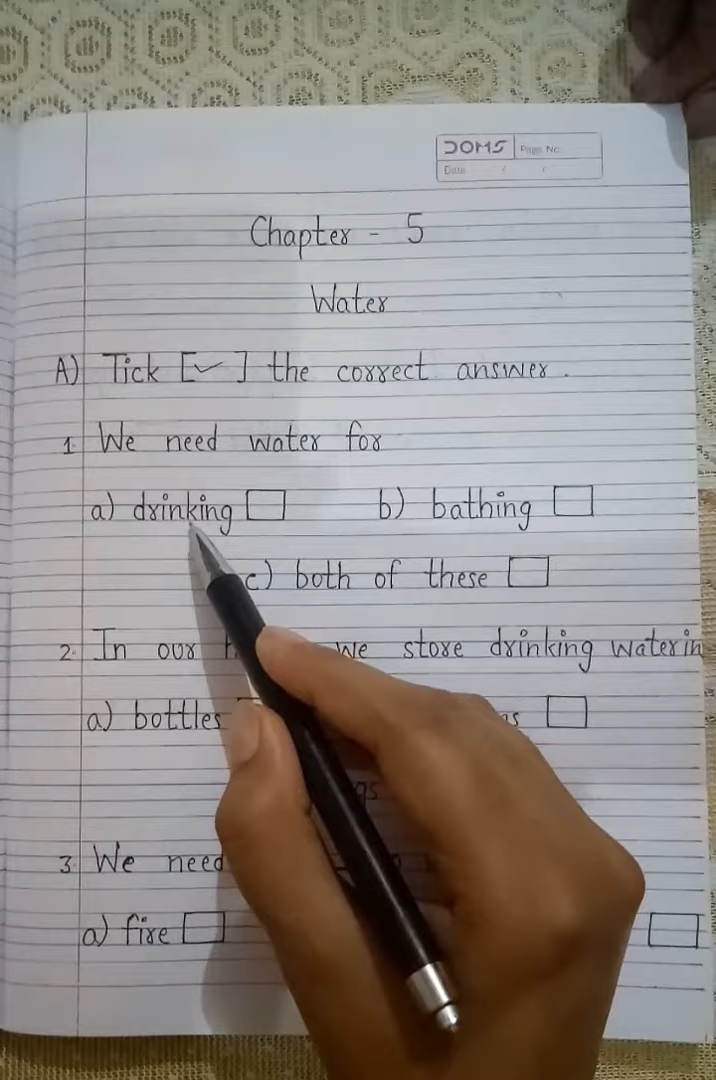 DOMS Page No.
Date / /
Chapter - 5
Water
A) Tick [✓] the correct answer.
1. We need water for
a) drinking b) bathing
c) both of these
2. In our we store drinking water in
a) bottles
3. We need
a) fire